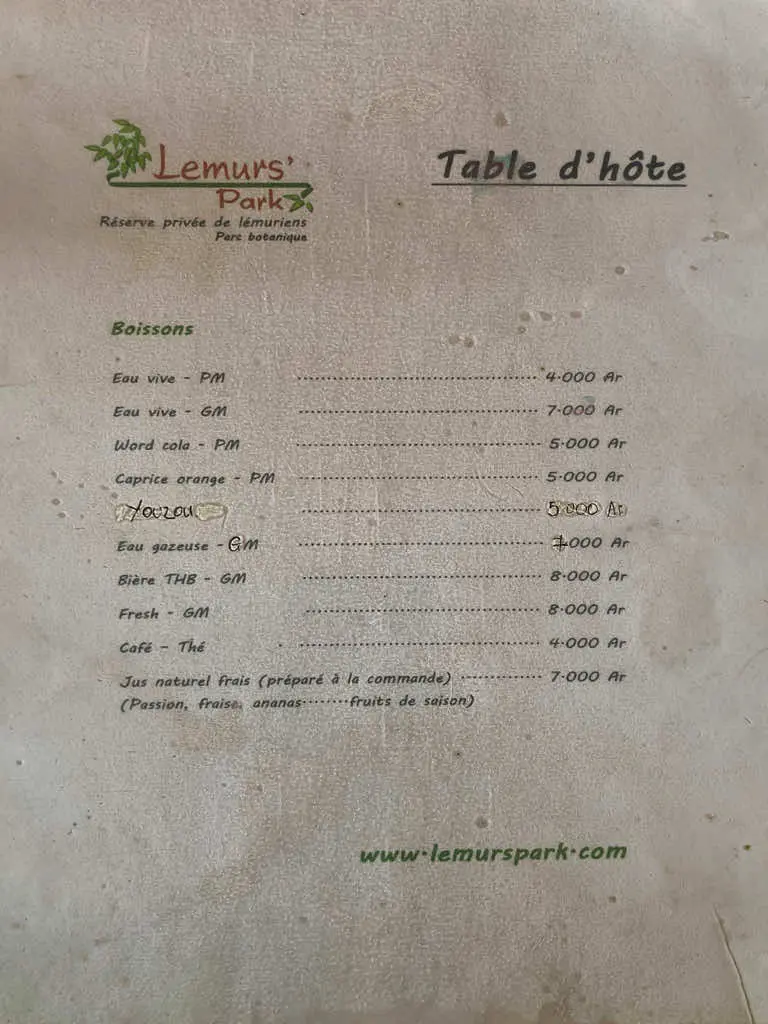 Lemurs'
Park
Réserve privée de lémuriens
Parc botanique
Table d'hôte
Boissons
Eau vive - PM ........ 4.000 Ar
Eau vive - GM ........ 7.000 Ar
Word cola - PM ........ 5.000 Ar
Caprice orange - PM ........ 5.000 Ar
Youzou ........ 5 000 Ar
Eau gazeuse - GM ........ 7000 Ar
Bière THB - GM ........ 8.000 Ar
Fresh - GM ........ 8.000 Ar
Café - Thé ........ 4.000 Ar
Jus naturel frais (préparé à la commande) ........ 7.000 Ar
(Passion, fraise, ananas........fruits de saison)
www.lemurspark.com